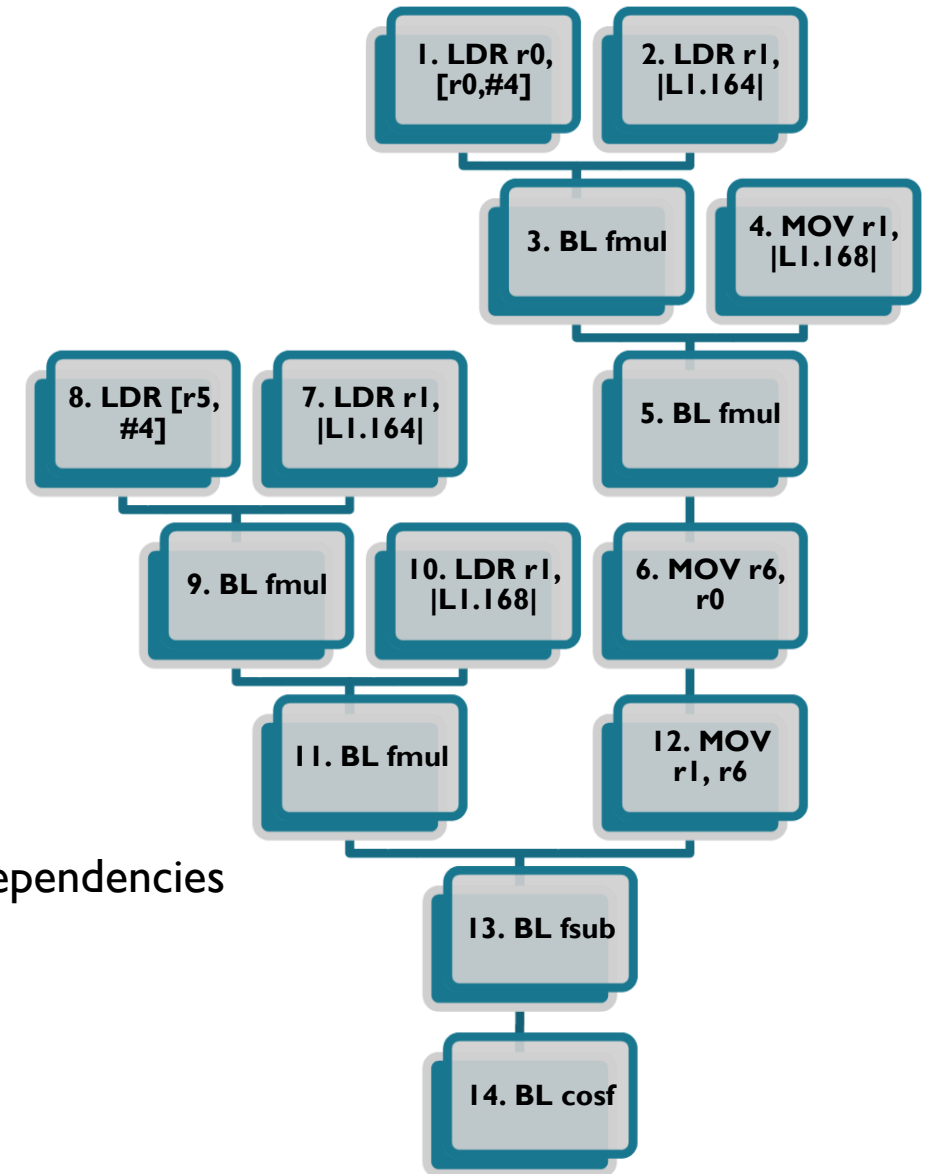 1. LDR r0,
[r0,#4]
2. LDR r1,
|L1.164|
3. BL fmul
4. MOV r1,
|L1.168|
8. LDR [r5,
#4]
7. LDR r1,
|L1.164|
5. BL fmul
9. BL fmul
10. LDR r1,
|L1.168|
6. MOV r6,
r0
11. BL fmul
12. MOV
r1, r6
ependencies
13. BL fsub
14. BL cosf